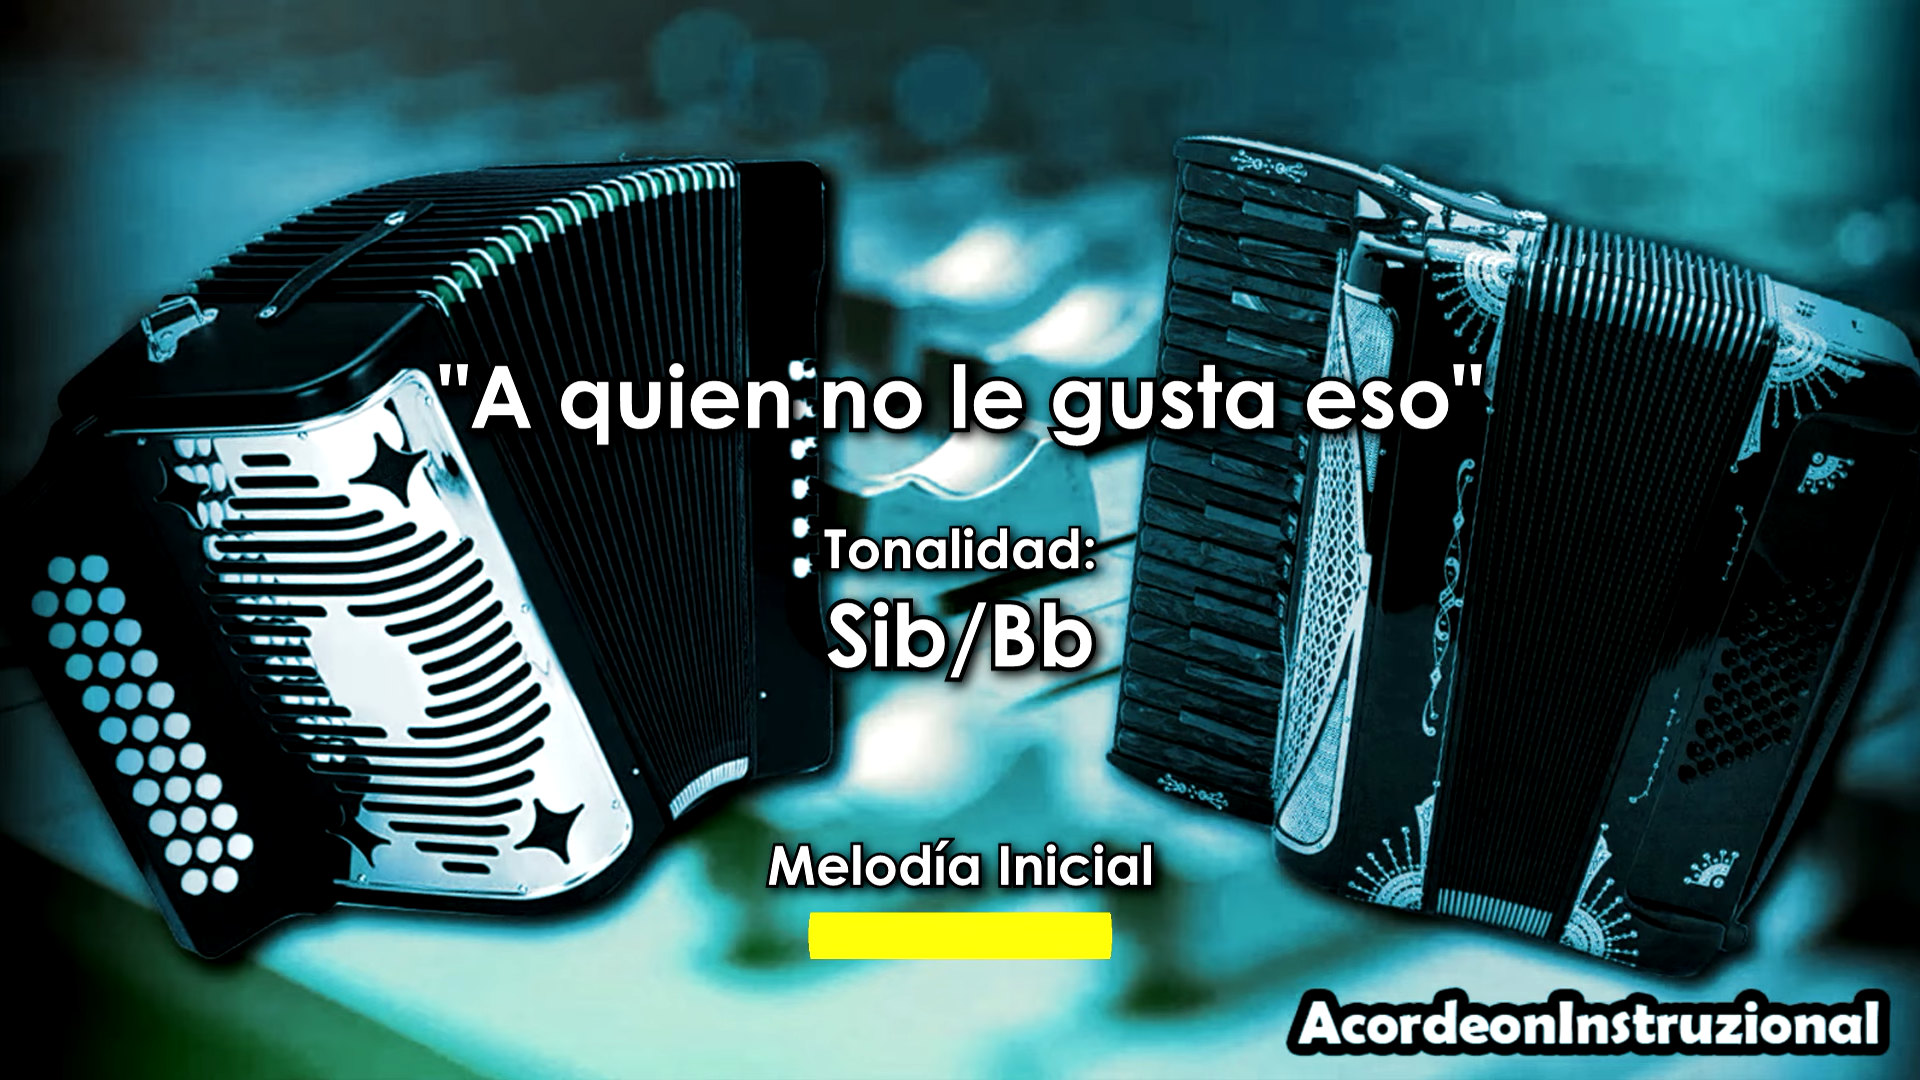 "A quien no le gusta eso"
Tonalidad:
Sib/Bb
Melodía Inicial
AcordeonInstruzional